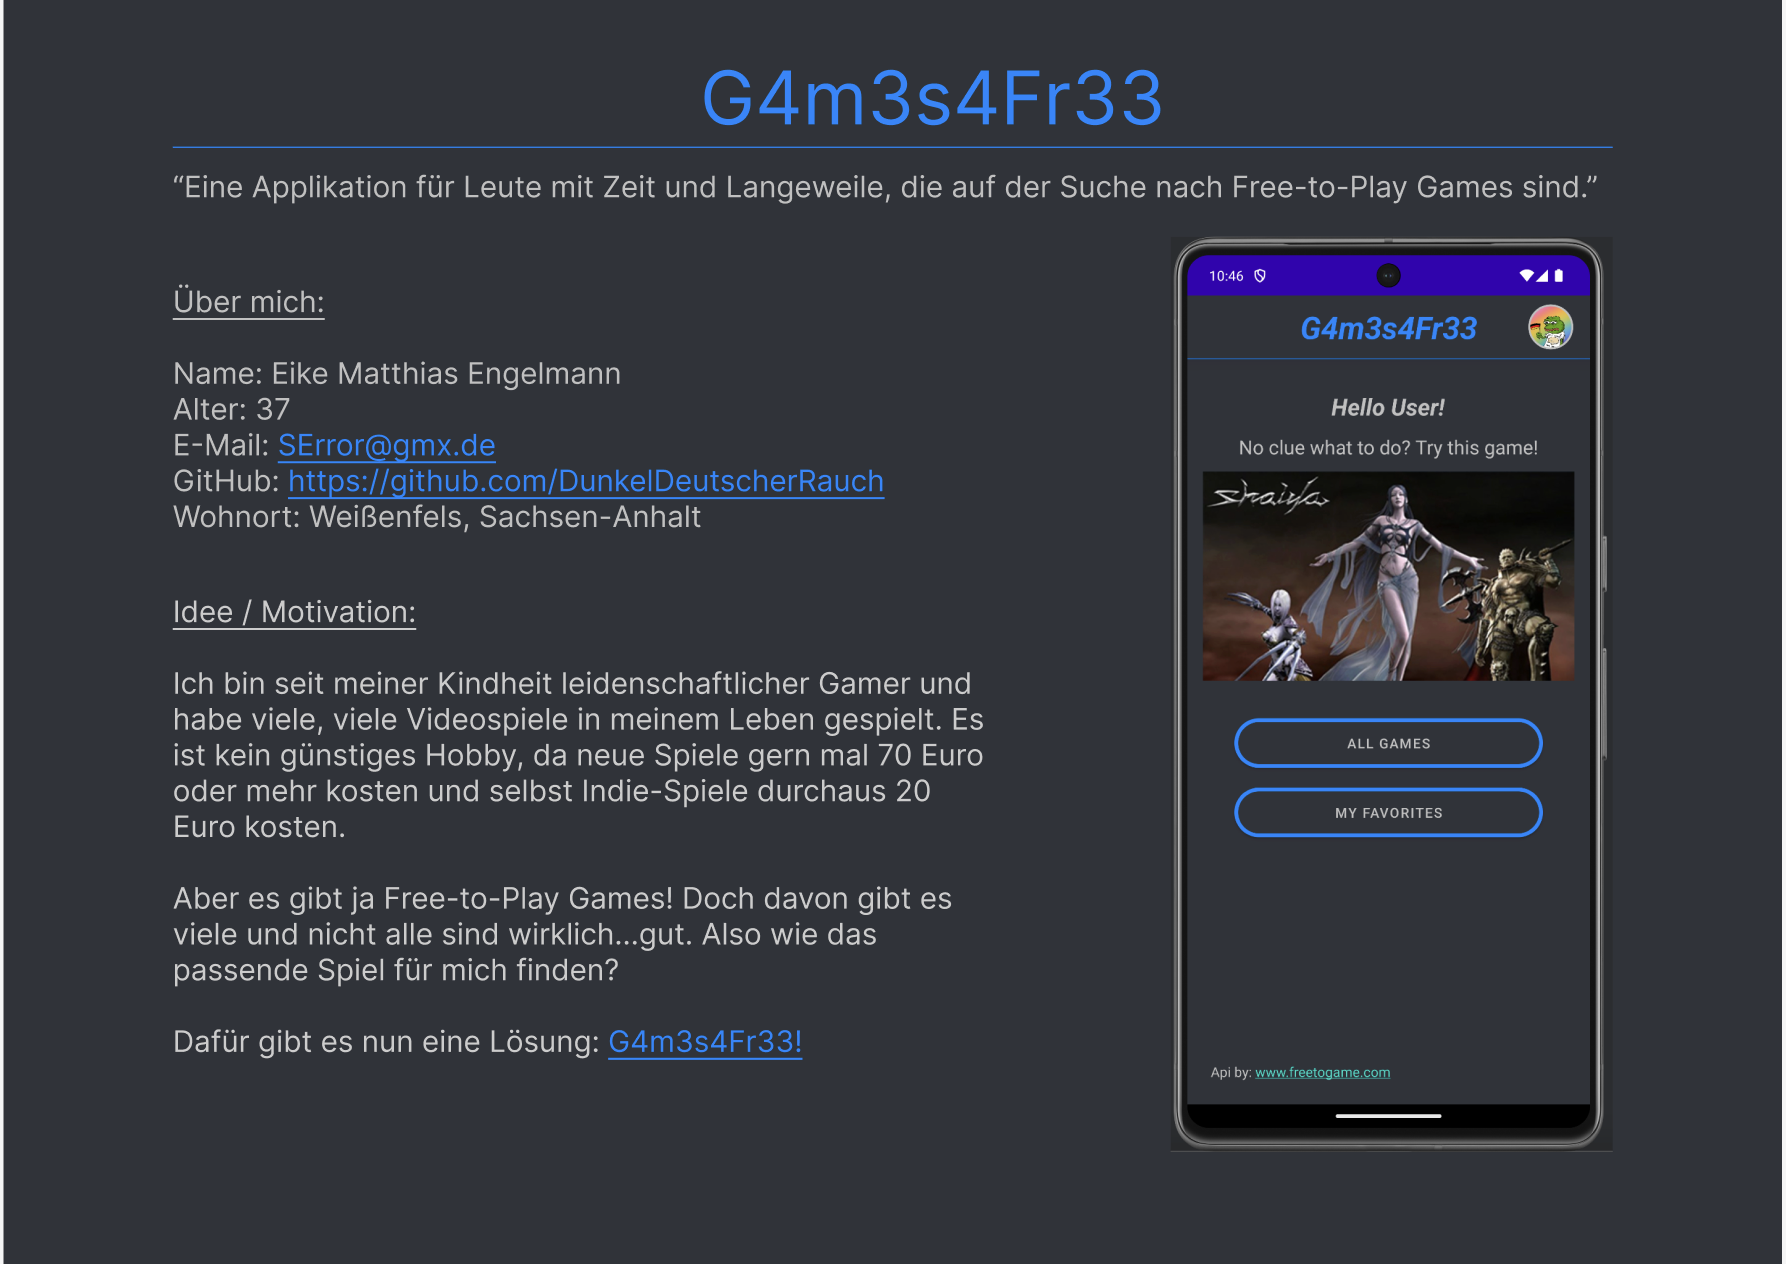 G4m3s4Fr33
“Eine Applikation für Leute mit Zeit und Langeweile, die auf der Suche nach Free-to-Play Games sind.”
Über mich:
Name: Eike Matthias Engelmann
Alter: 37
E-Mail: SError@gmx.de
GitHub: https://github.com/DunkelDeutscherRauch
Wohnort: Weißenfels, Sachsen-Anhalt
Idee / Motivation:
Ich bin seit meiner Kindheit leidenschaftlicher Gamer und
habe viele, viele Videospiele in meinem Leben gespielt. Es
ist kein günstiges Hobby, da neue Spiele gern mal 70 Euro
oder mehr kosten und selbst Indie-Spiele durchaus 20
Euro kosten.
Aber es gibt ja Free-to-Play Games! Doch davon gibt es
viele und nicht alle sind wirklich...gut. Also wie das
passende Spiel für mich finden?
Dafür gibt es nun eine Lösung: G4m3s4Fr33!
10:46
G4m3s4Fr33
Hello User!
No clue what to do? Try this game!
Shaiya
ALL GAMES
MY FAVORITES
Api by: www.freetogame.com